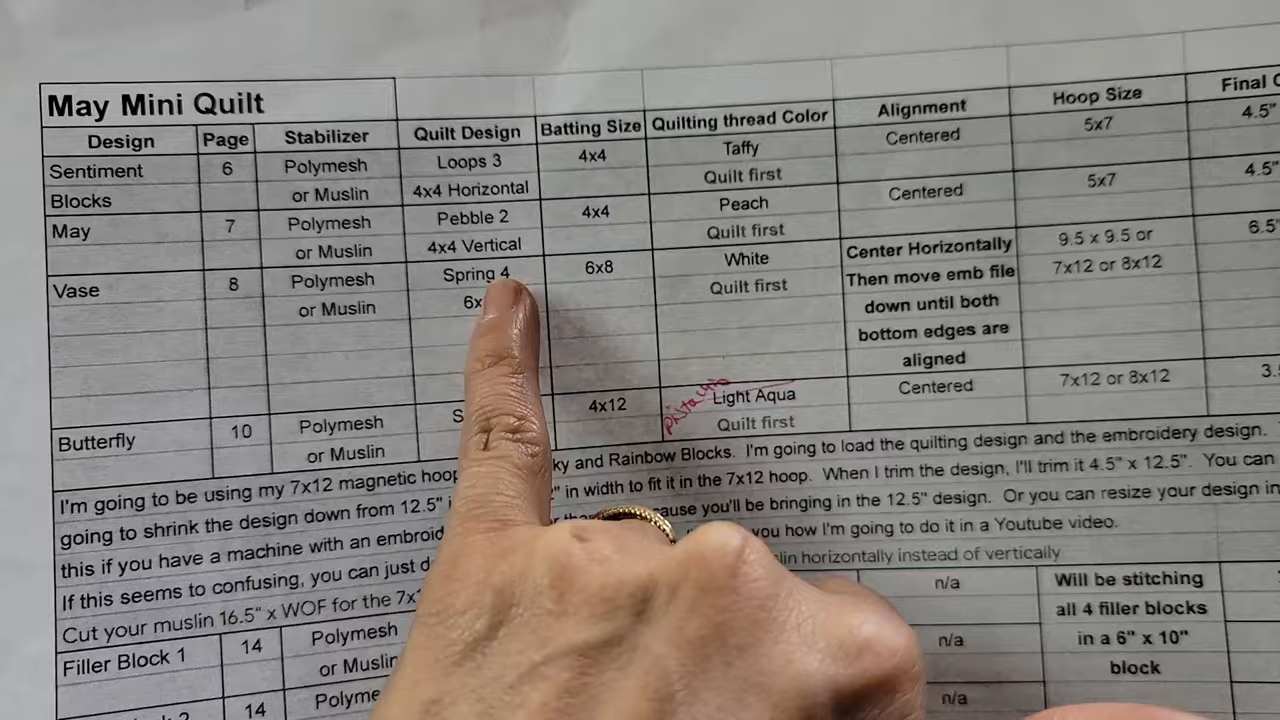 May Mini Quilt
Design Page Stabilizer Quilt Design Batting Size Quilting thread Color Alignment Hoop Size Final
Sentiment 6 Polymesh Loops 3 4x4 Taffy Centered 5x7 4.5"
Blocks or Muslin 4x4 Horizontal Quilt first
May 7 Polymesh Pebble 2 4x4 Peach Centered 5x7 4.5"
or Muslin 4x4 Vertical Quilt first
Vase 8 Polymesh Spring 4 6x8 White Center Horizontally 9.5 x 9.5 or 6.5"
or Muslin 6x Quilt first Then move emb file 7x12 or 8x12
down until both
bottom edges are
aligned
Butterfly 10 Polymesh 4x12 pistachio Light Aqua Centered 7x12 or 8x12 3.
or Muslin Quilt first
I'm going to be using my 7x12 magnetic hoop ky and Rainbow Blocks. I'm going to load the quilting design and the embroidery design.
going to shrink the design down from 12.5" " in width to fit it in the 7x12 hoop. When I trim the design, I'll trim it 4.5" x 12.5". You can
this if you have a machine with an embroid cause you'll be bringing in the 12.5" design. Or you can resize your design in
If this seems to confusing, you can just d you how I'm going to do it in a Youtube video.
Cut your muslin 16.5" x WOF for the 7x lin horizontally instead of vertically
Filler Block 1 14 Polymesh n/a Will be stitching
or Muslin all 4 filler blocks
14 Polyme n/a in a 6" x 10"
block
n/a